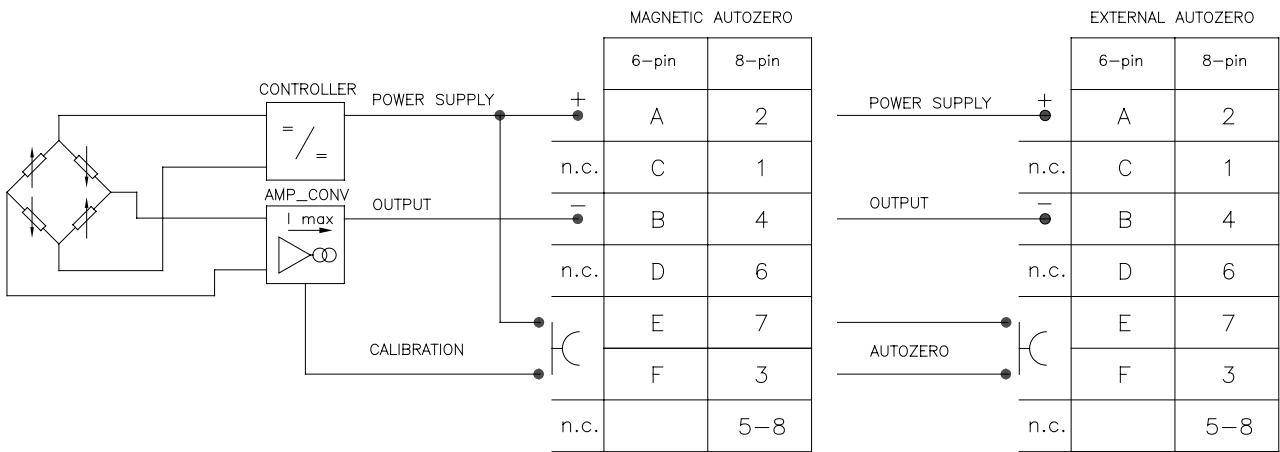 MAGNETIC AUTOZERO
EXTERNAL AUTOZERO
6-pin 8-pin
6-pin 8-pin
CONTROLLER
POWER SUPPLY
+
A 2
POWER SUPPLY
+
A 2
=/=
n.c. C 1
n.c. C 1
AMP_CONV
I max
OUTPUT
−
B 4
OUTPUT
−
B 4
n.c. D 6
n.c. D 6
E 7
E 7
CALIBRATION
F 3
AUTOZERO
F 3
n.c. 5-8
n.c. 5-8